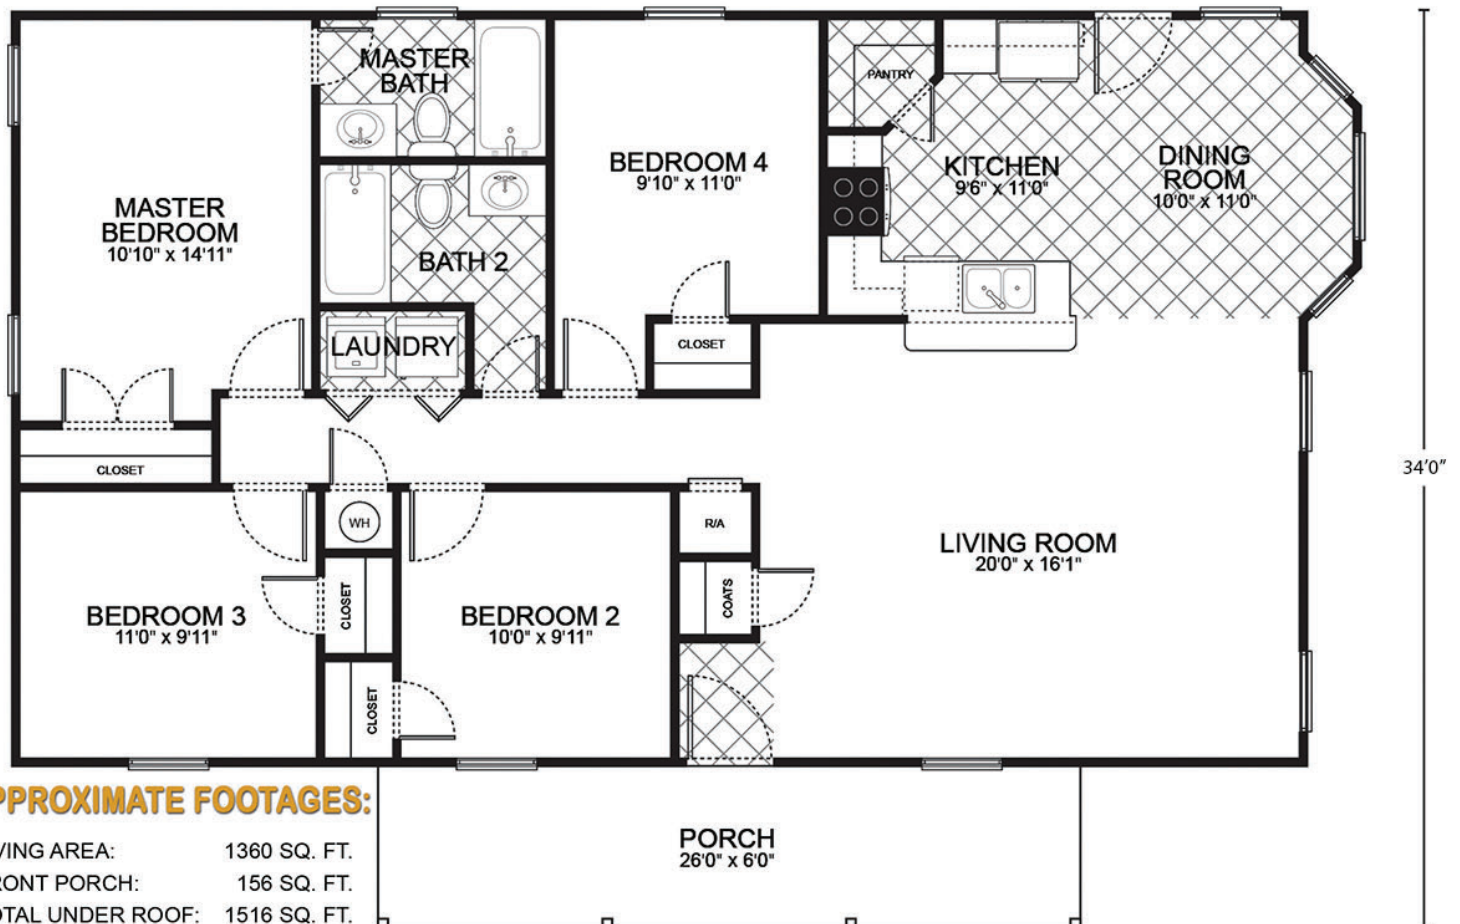 MASTER
BATH
PANTRY
BEDROOM 4
9'10" x 11'0"
KITCHEN
9'6" x 11'0"
DINING
ROOM
10'0" x 11'0"
MASTER
BEDROOM
10'10" x 14'11"
BATH 2
LAUNDRY
CLOSET
CLOSET
34'0"
WH
R/A
LIVING ROOM
20'0" x 16'1"
BEDROOM 3
11'0" x 9'11"
CLOSET
BEDROOM 2
10'0" x 9'11"
COATS
CLOSET
PPROXIMATE FOOTAGES:
VING AREA: 1360 SQ. FT.
RONT PORCH: 156 SQ. FT.
OTAL UNDER ROOF: 1516 SQ. FT.
PORCH
26'0" x 6'0"